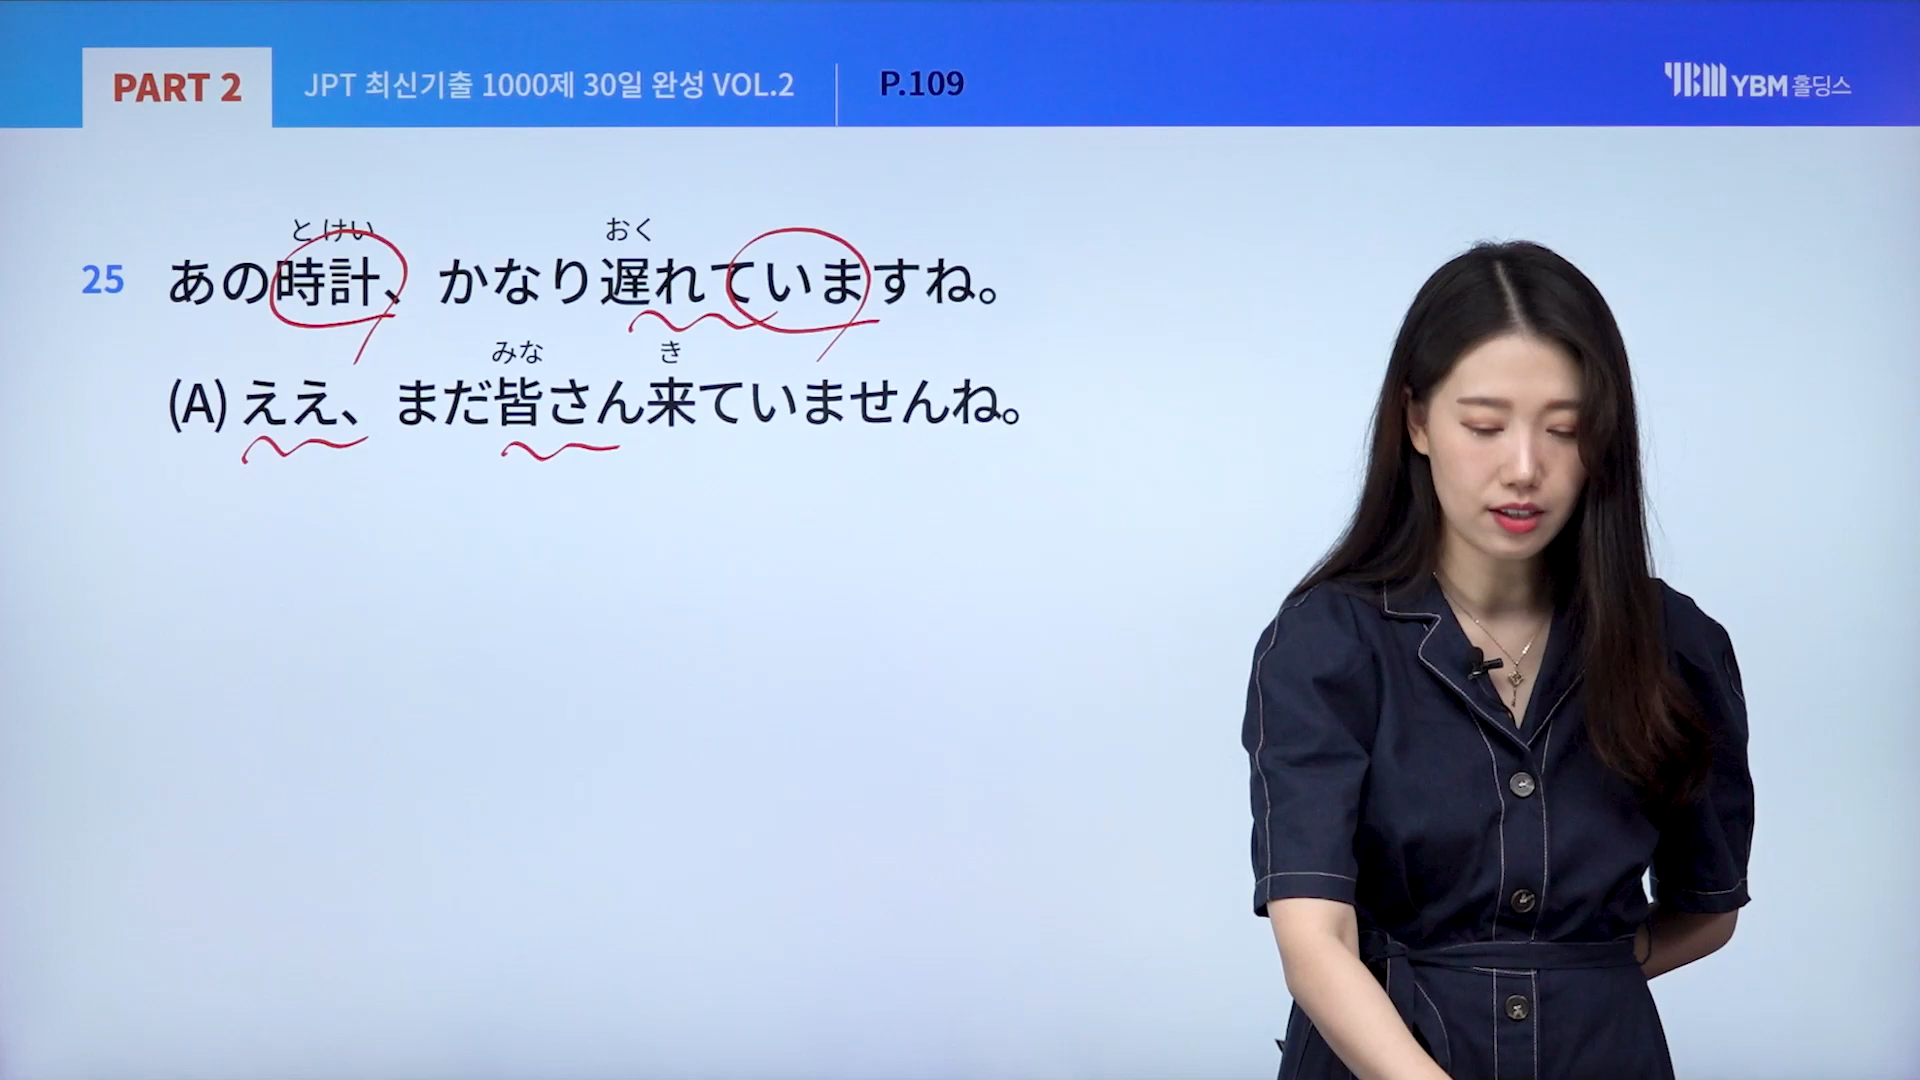 PART 2
JPT 최신기출 1000제 30일 완성 VOL.2
P.109
YBM YBM 홀딩스
とけい おく
25 あの時計、かなり遅れていますね。
みな き
(A) ええ、まだ皆さん来ていませんね。